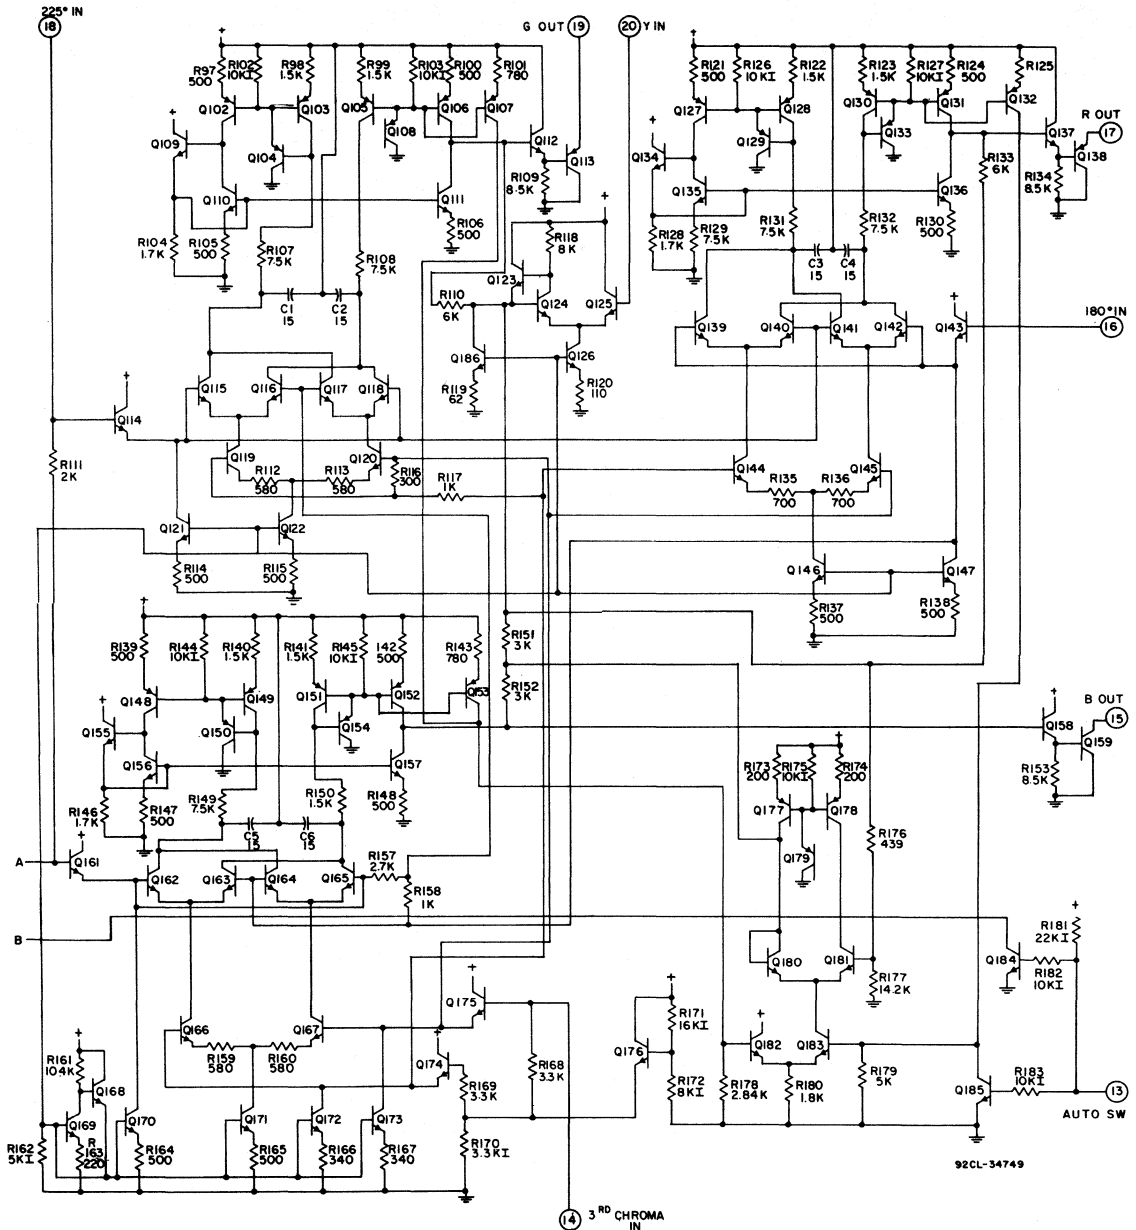 225° IN
18
G OUT 19
20 Y IN
R97 500
R102 10KI
R98 1.5K
R99 1.5K
R103 10KI
R100 500
R101 780
Q102
Q103
Q105
Q106
Q107
Q108
Q109
Q104
Q112
Q113
Q110
Q111
R109 8.5K
R104 1.7K
R105 500
R106 500
R107 7.5K
R108 7.5K
C1 15
C2 15
R118 8K
Q123
Q124
Q125
R110 6K
Q186
Q126
R119 62
R120 110
R121 500
R126 10KI
R122 1.5K
R123 1.5K
R127 10KI
R124 500
R125
Q127
Q128
Q130
Q131
Q132
R OUT
17
Q129
Q133
Q134
Q137
Q138
Q135
Q136
R133 6K
R134 8.5K
R128 1.7K
R129 7.5K
R131 7.5K
R132 7.5K
R130 500
C3 15
C4 15
Q139
Q140
Q141
Q142
Q143
180° IN
16
Q114
Q115
Q116
Q117
Q118
R111 2K
Q119
Q120
R112 580
R113 580
R116 300
R117 1K
Q144
Q145
R135 700
R136 700
Q121
Q122
R114 500
R115 500
Q146
Q147
R137 500
R138 500
R139 500
R144 10KI
R140 1.5K
R141 1.5K
R145 10KI
142 500
R143 780
R151 3K
R152 3K
Q148
Q149
Q151
Q152
Q153
Q155
Q150
Q154
Q156
Q157
Q158
B OUT
15
Q159
R153 8.5K
R146 1.7K
R147 500
R149 7.5K
R150 1.5K
R148 500
C5 15
C6 15
R173 200
R175 10KI
R174 200
Q177
Q178
Q179
R176 439
A
Q161
Q162
Q163
Q164
Q165
R157 2.7K
R158 1K
B
Q180
Q181
Q184
R181 22KI
R182 10KI
R177 14.2K
Q166
Q167
Q175
R159 580
R160 580
Q174
R168 3.3K
R169 3.3K
Q176
R171 16KI
R172 8KI
Q182
Q183
R178 2.84K
R180 1.8K
R179 5K
Q185
R183 10KI
13
AUTO SW
R161 104K
Q168
Q169
Q170
Q171
Q172
Q173
R162 5KI
R 163 220
R164 500
R165 500
R166 340
R167 340
R170 3.3KI
92CL-34749
14 3RD CHROMA IN